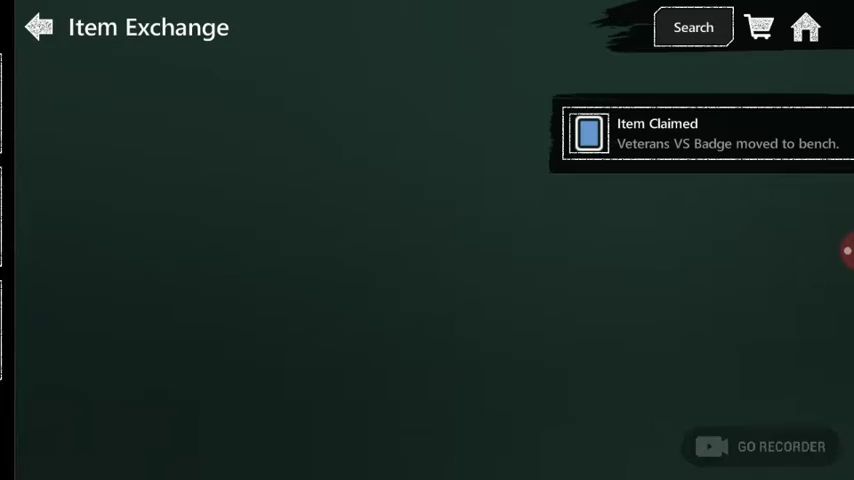 Item Exchange
Search
Item Claimed
Veterans VS Badge moved to bench.
GO RECORDER